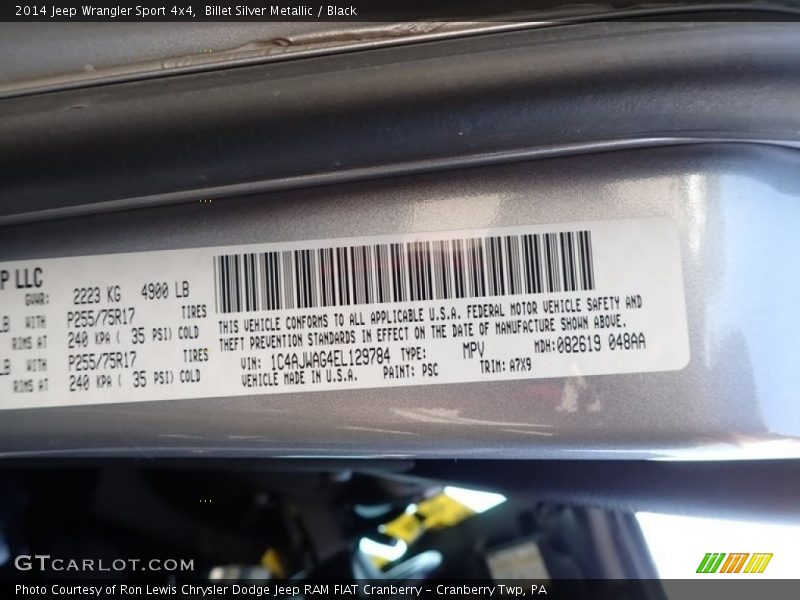 2014 Jeep Wrangler Sport 4x4,  Billet Silver Metallic / Black
P LLC
GVWR: 2223 KG 4900 LB
LB WITH P255/75R17 TIRES
RIMS AT 240 KPA ( 35 PSI) COLD
LB WITH P255/75R17 TIRES
RIMS AT 240 KPA ( 35 PSI) COLD
THIS VEHICLE CONFORMS TO ALL APPLICABLE U.S.A. FEDERAL MOTOR VEHICLE SAFETY AND
THEFT PREVENTION STANDARDS IN EFFECT ON THE DATE OF MANUFACTURE SHOWN ABOVE.
VIN: 1C4AJWAG4EL129784 TYPE: MPV MDH: 082619 048AA
VEHICLE MADE IN U.S.A. PAINT: PSC TRIM: A7X9
GTCARLOT.COM
Photo Courtesy of Ron Lewis Chrysler Dodge Jeep RAM FIAT Cranberry – Cranberry Twp, PA